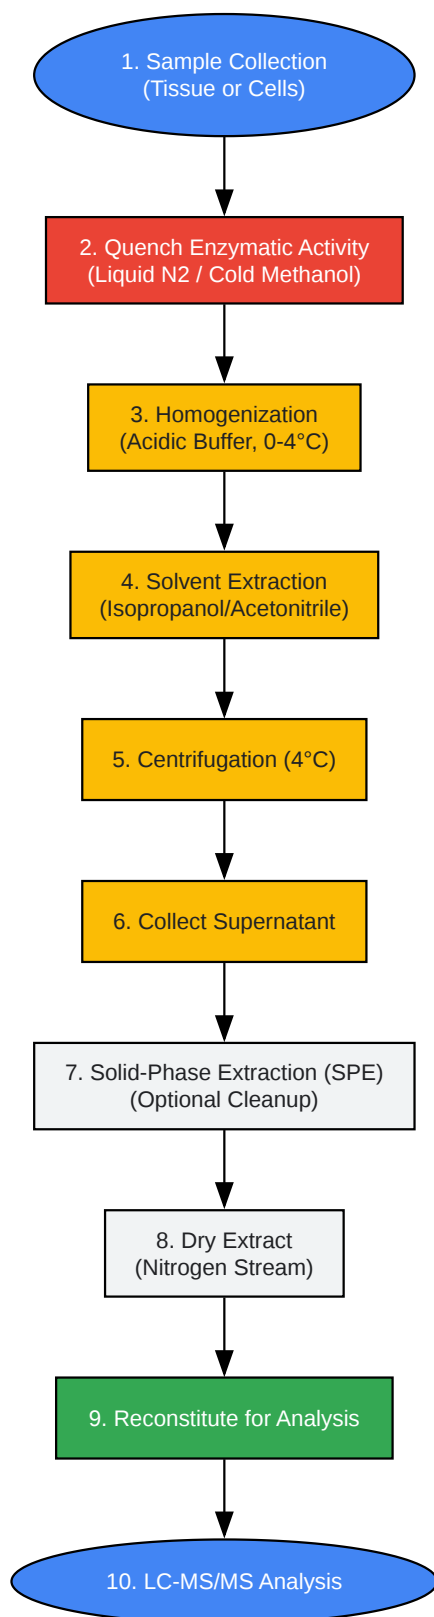 1. Sample Collection
(Tissue or Cells)
2. Quench Enzymatic Activity
(Liquid N2 / Cold Methanol)
3. Homogenization
(Acidic Buffer, 0-4°C)
4. Solvent Extraction
(Isopropanol/Acetonitrile)
5. Centrifugation (4°C)
6. Collect Supernatant
7. Solid-Phase Extraction (SPE)
(Optional Cleanup)
8. Dry Extract
(Nitrogen Stream)
9. Reconstitute for Analysis
10. LC-MS/MS Analysis